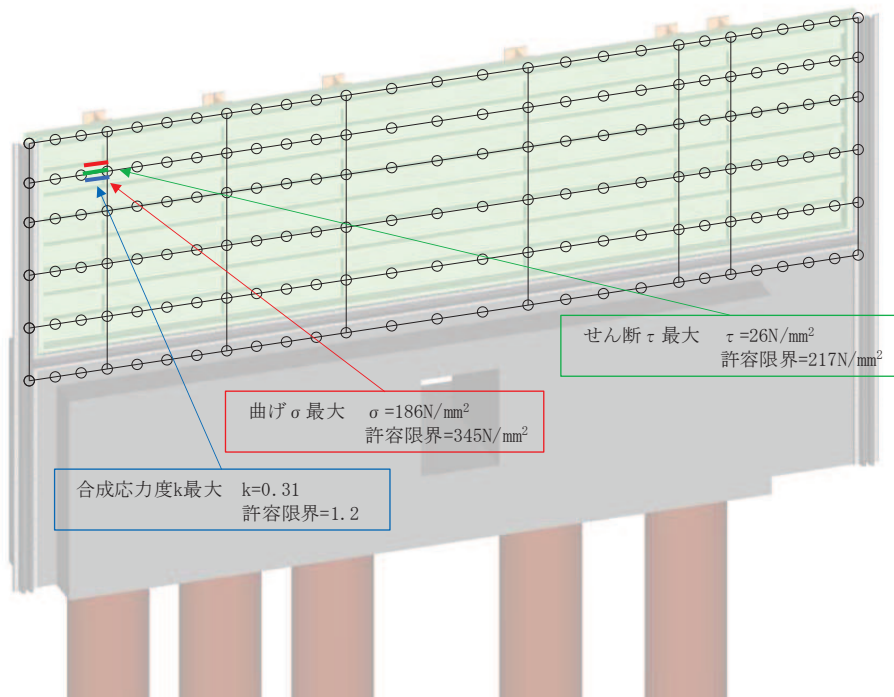 せん断τ最大　τ=26N/mm²
許容限界=217N/mm²
曲げσ最大　σ=186N/mm²
許容限界=345N/mm²
合成応力度k最大　k=0.31
許容限界=1.2